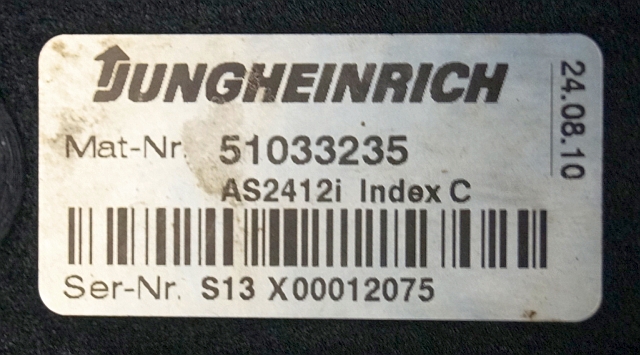 JUNGHEINRICH
24.08.10
Mat-Nr. 51033235
AS2412i Index C
Ser-Nr. S13 X00012075